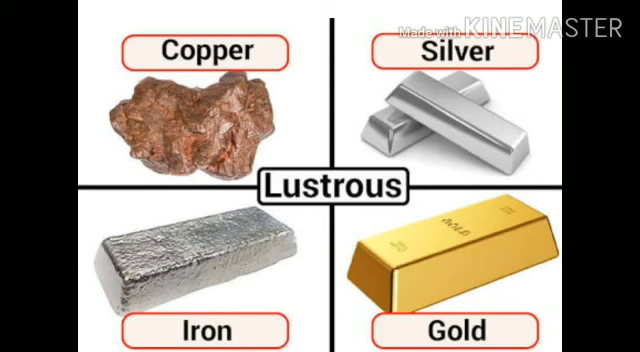 Made with KINEMASTER
Copper
Silver
Lustrous
Iron
Gold